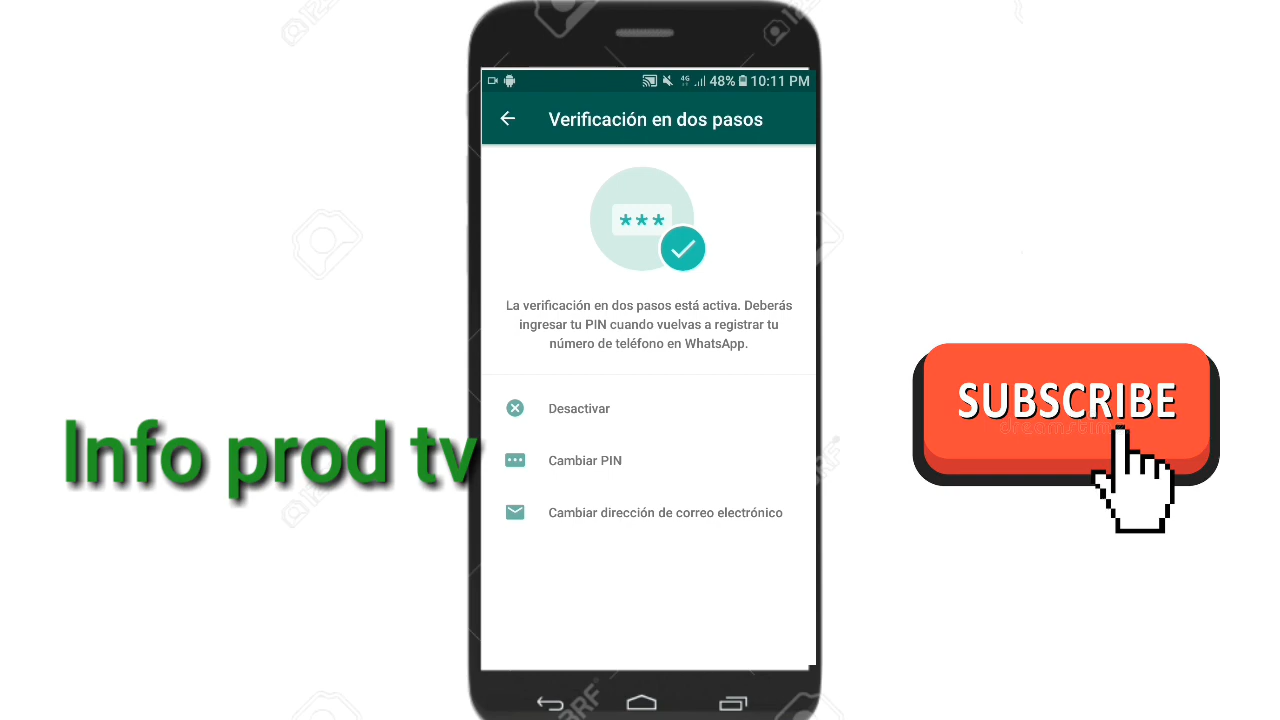 4G 48% 10:11 PM
Verificación en dos pasos
***
La verificación en dos pasos está activa. Deberás
ingresar tu PIN cuando vuelvas a registrar tu
número de teléfono en WhatsApp.
Desactivar
Cambiar PIN
Cambiar dirección de correo electrónico
Info prod tv
SUBSCRIBE